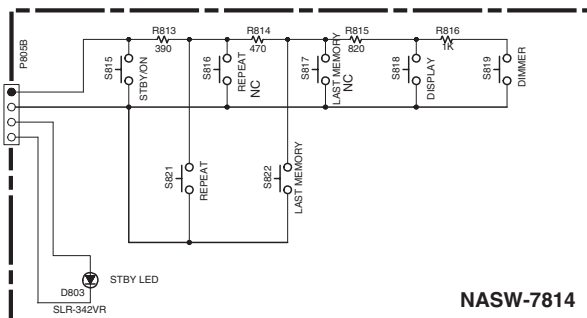 P805B
R813
390
R814
470
R815
820
R816
1K
S815
STBY/ON
S816
REPEAT
NC
S817
LAST MEMORY
NC
S818
DISPLAY
S819
DIMMER
S821
REPEAT
S822
LAST MEMORY
STBY LED
D803
SLR-342VR
NASW-7814